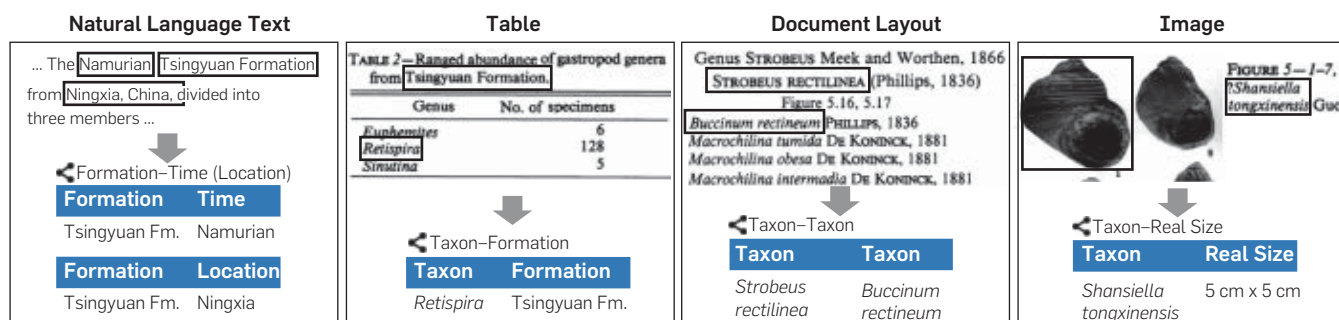 Natural Language Text
... The Namurian Tsingyuan Formation
from Ningxia, China, divided into
three members ...
Formation–Time (Location)
Formation Time
Tsingyuan Fm. Namurian
Formation Location
Tsingyuan Fm. Ningxia
Table
TABLE 2—Ranged abundance of gastropod genera
from Tsingyuan Formation,
Genus No. of specimens
Euphemites 6
Retispira 128
Sinutina 5
Taxon–Formation
Taxon Formation
Retispira Tsingyuan Fm.
Document Layout
Genus STROBEUS Meek and Worthen, 1866
STROBEUS RECTILINEA (Phillips, 1836)
Figure 5.16, 5.17
Buccinum rectineum PHILLIPS, 1836
Macrochilina tumida DE KONINCK, 1881
Macrochilina obesa DE KONINCK, 1881
Macrochilina intermadia DE KONINCK, 1881
Taxon–Taxon
Taxon Taxon
Strobeus Buccinum
rectilinea rectineum
Image
FIGURE 5—1–7,
?Shansiella
tongxinensis Guo
Taxon–Real Size
Taxon Real Size
Shansiella 5 cm x 5 cm
tongxinensis